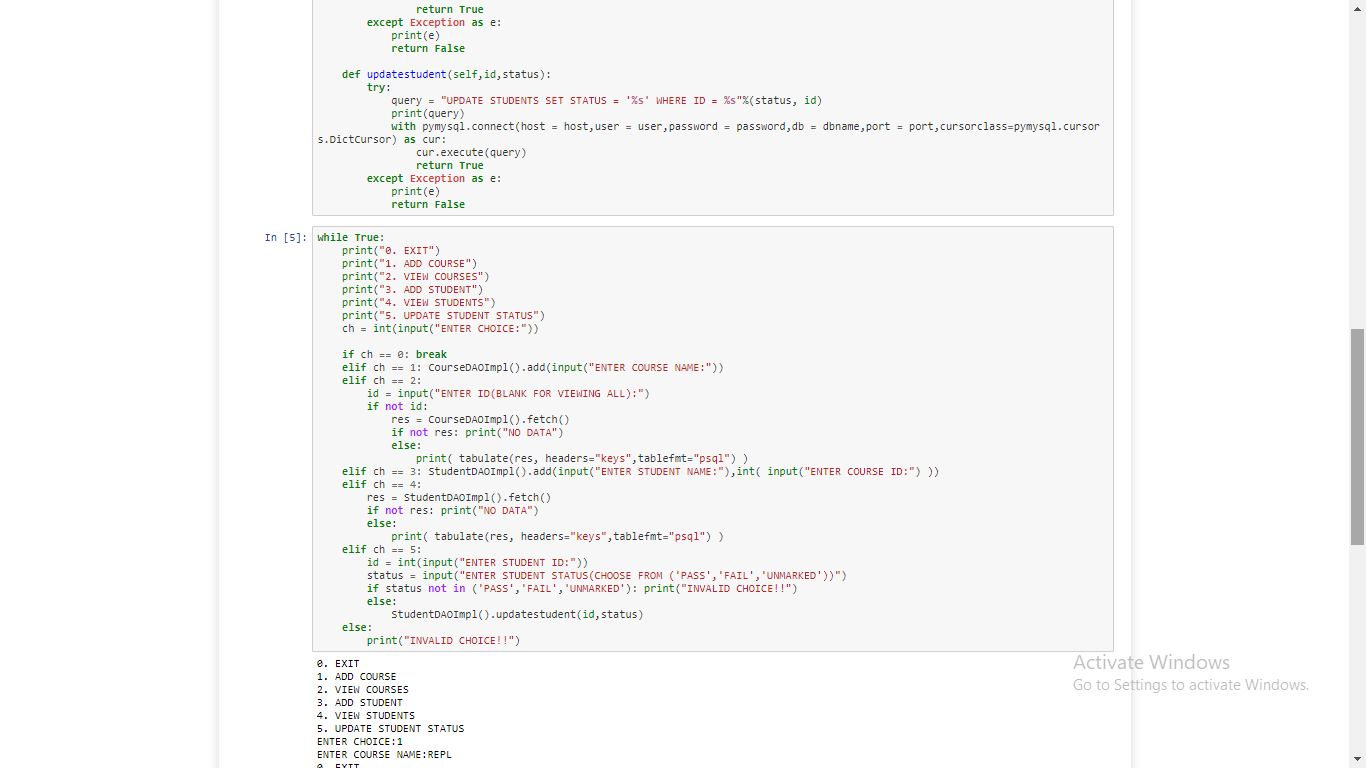 return True
except Exception as e:
print(e)
return False
def updatestudent(self,id,status):
try:
query = "UPDATE STUDENTS SET STATUS = '%s' WHERE ID = %s"%(status, id)
print(query)
with pymysql.connect(host = host,user = user,password = password,db = dbname,port = port,cursorclass=pymysql.cursor
s.DictCursor) as cur:
cur.execute(query)
return True
except Exception as e:
print(e)
return False
In [5]: while True:
print("0. EXIT")
print("1. ADD COURSE")
print("2. VIEW COURSES")
print("3. ADD STUDENT")
print("4. VIEW STUDENTS")
print("5. UPDATE STUDENT STATUS")
ch = int(input("ENTER CHOICE:"))
if ch == 0: break
elif ch == 1: CourseDAOImpl().add(input("ENTER COURSE NAME:"))
elif ch == 2:
id = input("ENTER ID(BLANK FOR VIEWING ALL):")
if not id:
res = CourseDAOImpl().fetch()
if not res: print("NO DATA")
else:
print( tabulate(res, headers="keys",tablefmt="psql") )
elif ch == 3: StudentDAOImpl().add(input("ENTER STUDENT NAME:"),int( input("ENTER COURSE ID:") ))
elif ch == 4:
res = StudentDAOImpl().fetch()
if not res: print("NO DATA")
else:
print( tabulate(res, headers="keys",tablefmt="psql") )
elif ch == 5:
id = int(input("ENTER STUDENT ID:"))
status = input("ENTER STUDENT STATUS(CHOOSE FROM ('PASS','FAIL','UNMARKED'))")
if status not in ('PASS','FAIL','UNMARKED'): print("INVALID CHOICE!!")
else:
StudentDAOImpl().updatestudent(id,status)
else:
print("INVALID CHOICE!!")
0. EXIT
1. ADD COURSE
2. VIEW COURSES
3. ADD STUDENT
4. VIEW STUDENTS
5. UPDATE STUDENT STATUS
ENTER CHOICE:1
ENTER COURSE NAME:REPL
0. EXIT
Activate Windows
Go to Settings to activate Windows.